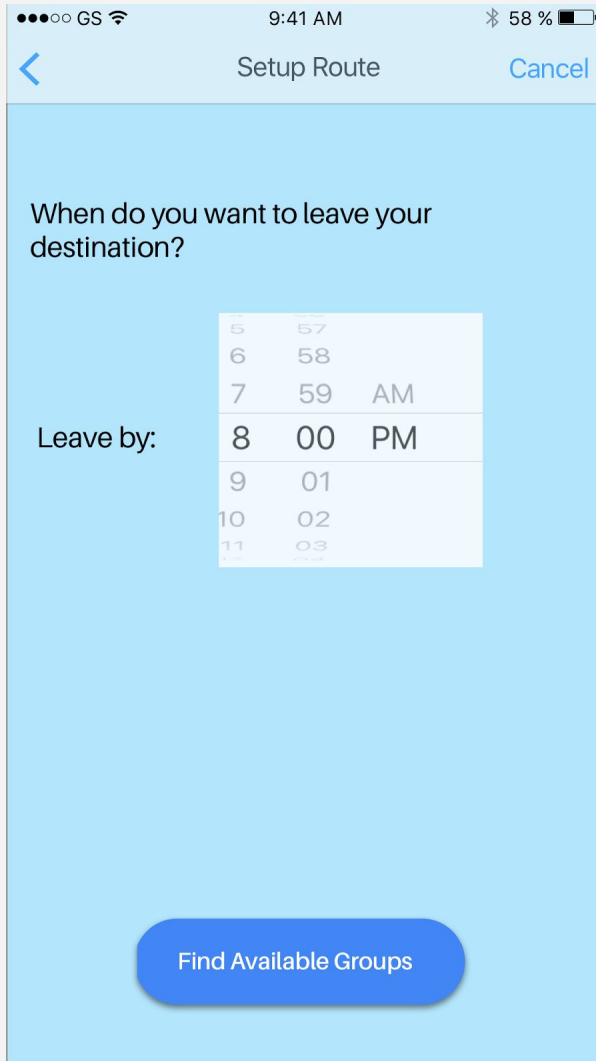 GS 9:41 AM 58 %
Setup Route Cancel
When do you want to leave your
destination?
5 57
6 58
7 59 AM
Leave by: 8 00 PM
9 01
10 02
11 03
Find Available Groups